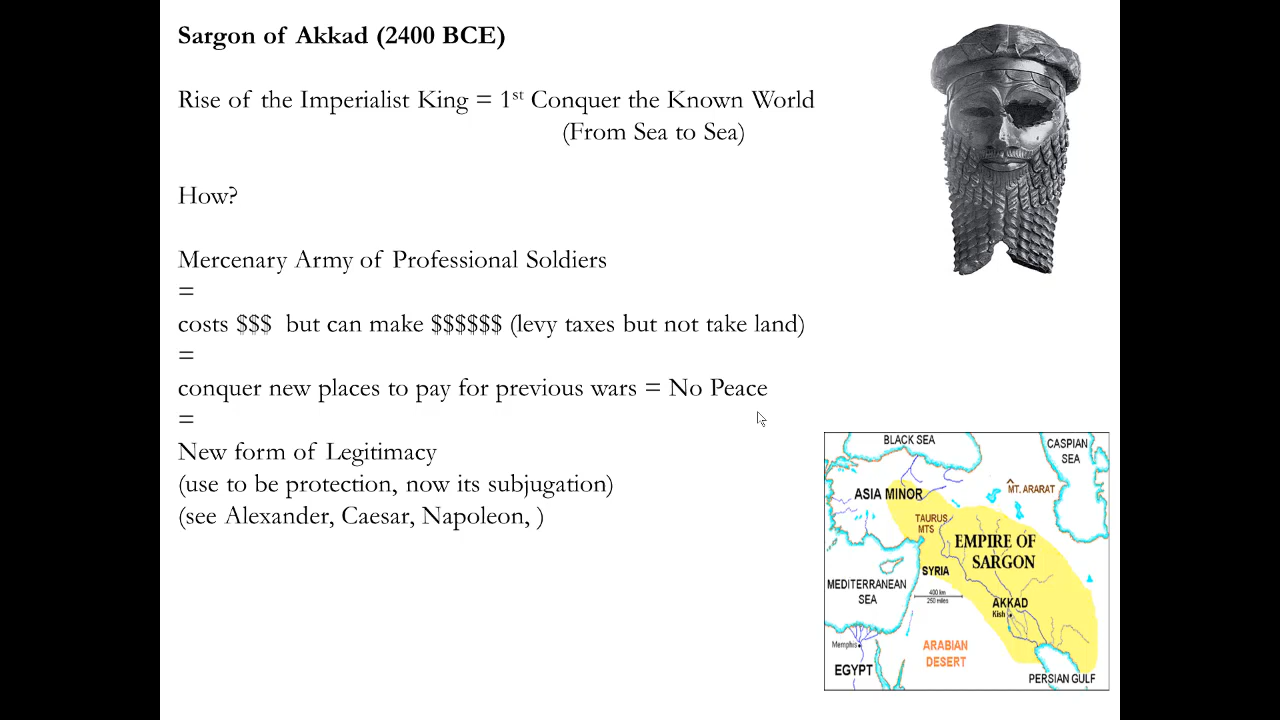 Sargon of Akkad (2400 BCE)
Rise of the Imperialist King = 1st Conquer the Known World
(From Sea to Sea)
How?
Mercenary Army of Professional Soldiers
=
costs $$$ but can make $$$$$$ (levy taxes but not take land)
=
conquer new places to pay for previous wars = No Peace
=
New form of Legitimacy
(use to be protection, now its subjugation)
(see Alexander, Caesar, Napoleon, )
BLACK SEA
CASPIAN
SEA
MT. ARARAT
ASIA MINOR
TAURUS
MTS
EMPIRE OF
SARGON
SYRIA
MEDITERRANEAN
SEA
400 km
250 miles
AKKAD
Kish
Memphis
ARABIAN
DESERT
EGYPT
PERSIAN GULF